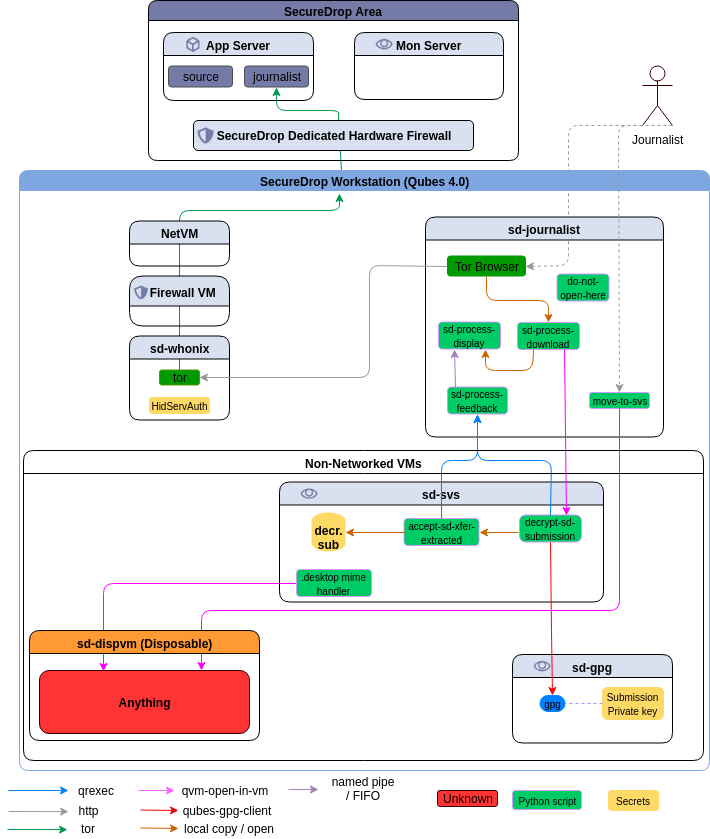 SecureDrop Area
App Server
Mon Server
source
journalist
SecureDrop Dedicated Hardware Firewall
Journalist
SecureDrop Workstation (Qubes 4.0)
NetVM
sd-journalist
Tor Browser
do-not-
open-here
Firewall VM
sd-process-
display
sd-process-
download
sd-whonix
tor
HidServAuth
sd-process-
feedback
move-to-svs
Non-Networked VMs
sd-svs
decr.
sub
accept-sd-xfer-
extracted
decrypt-sd-
submission
.desktop mime
handler
sd-dispvm (Disposable)
Anything
sd-gpg
gpg
Submission
Private key
qrexec
qvm-open-in-vm
named pipe
/ FIFO
http
qubes-gpg-client
tor
local copy / open
Unknown
Python script
Secrets